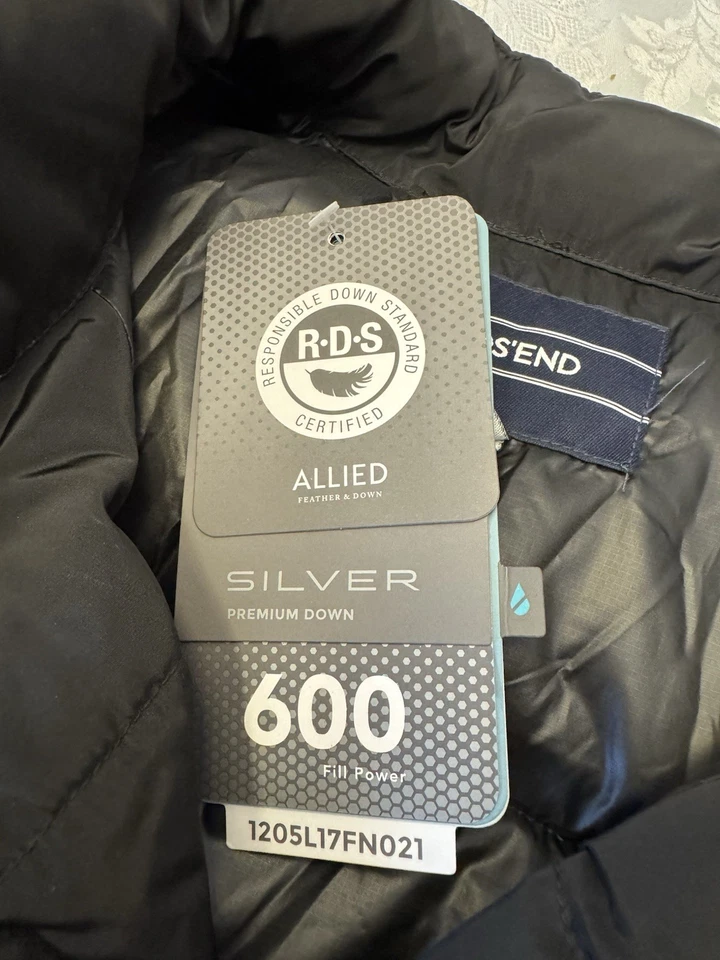 RESPONSIBLE DOWN STANDARD
R·D·S
CERTIFIED
ALLIED
FEATHER & DOWN
S'END
SILVER
PREMIUM DOWN
600
Fill Power
1205L17FN021